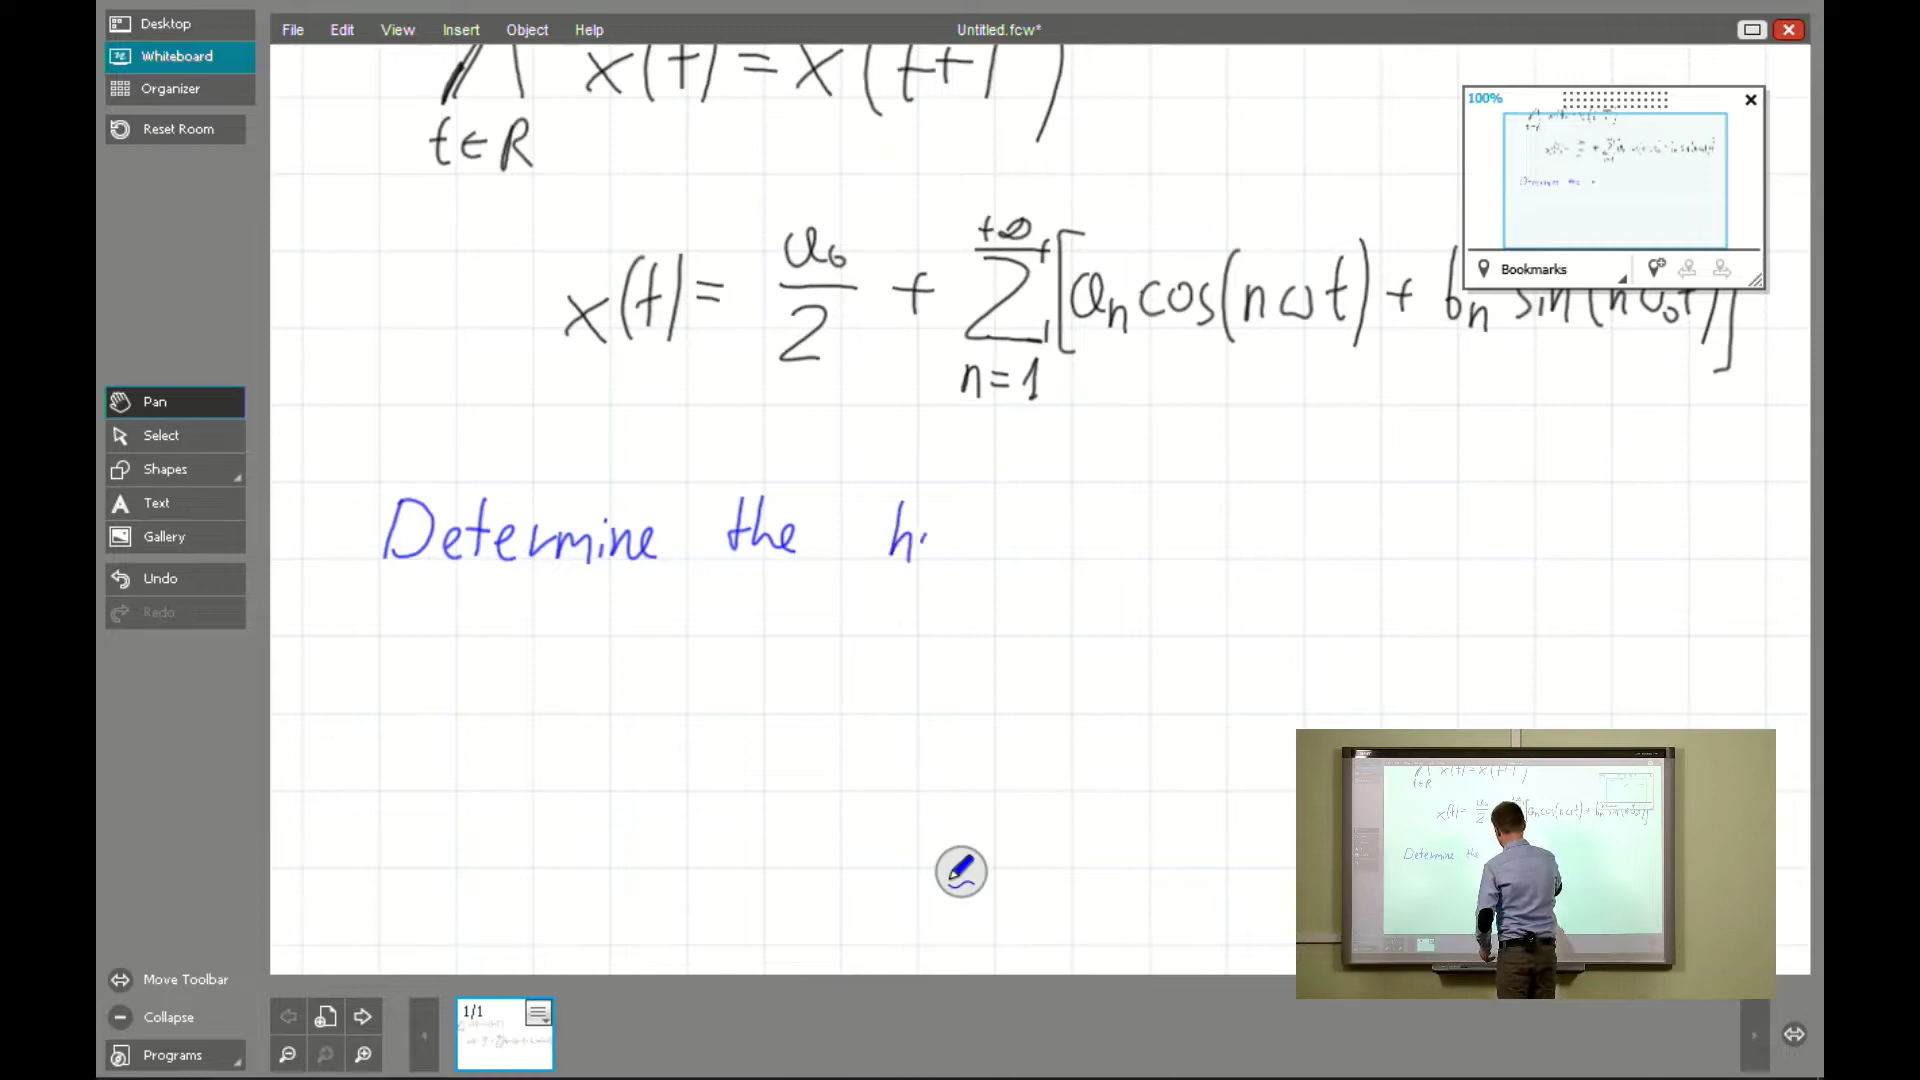 Desktop
Whiteboard
Organizer
Reset Room
File Edit View Insert Object Help
Untitled.fcw*
x(t) = x(t+T)
t∈R
100%
Bookmarks
x(t) = a₀/2 + +∞ Σ n=1 [aₙ cos(nωt) + bₙ sin(nω₀t)]
Pan
Select
Shapes
Text
Gallery
Undo
Redo
Determine the h
Move Toolbar
Collapse
Programs
1/1